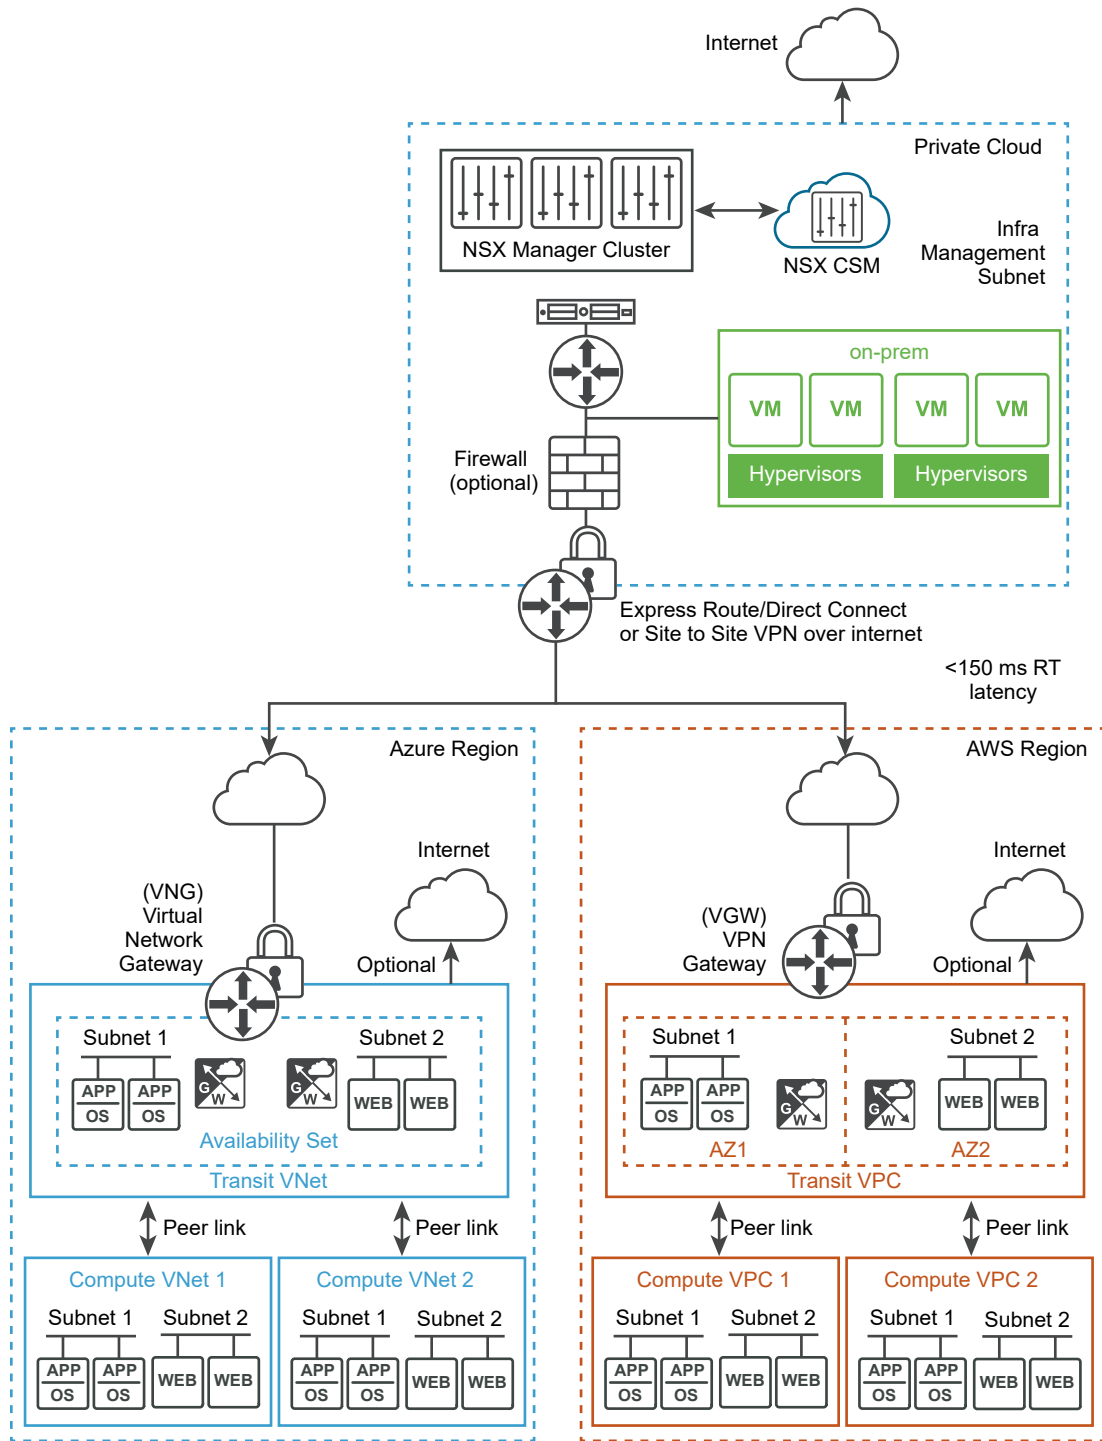 Internet
Private Cloud
NSX Manager Cluster
NSX CSM
Infra
Management
Subnet
on-prem
VM
VM
VM
VM
Hypervisors
Hypervisors
Firewall
(optional)
Express Route/Direct Connect
or Site to Site VPN over internet
<150 ms RT
latency
Azure Region
Internet
(VNG)
Virtual
Network
Gateway
Optional
Subnet 1
Subnet 2
APP
OS
APP
OS
G
W
G
W
WEB
WEB
Availability Set
Transit VNet
Peer link
Peer link
Compute VNet 1
Subnet 1
Subnet 2
APP
OS
APP
OS
WEB
WEB
Compute VNet 2
Subnet 1
Subnet 2
APP
OS
APP
OS
WEB
WEB
AWS Region
Internet
(VGW)
VPN
Gateway
Optional
Subnet 1
Subnet 2
APP
OS
APP
OS
G
W
G
W
WEB
WEB
AZ1
AZ2
Transit VPC
Peer link
Peer link
Compute VPC 1
Subnet 1
Subnet 2
APP
OS
APP
OS
WEB
WEB
Compute VPC 2
Subnet 1
Subnet 2
APP
OS
APP
OS
WEB
WEB